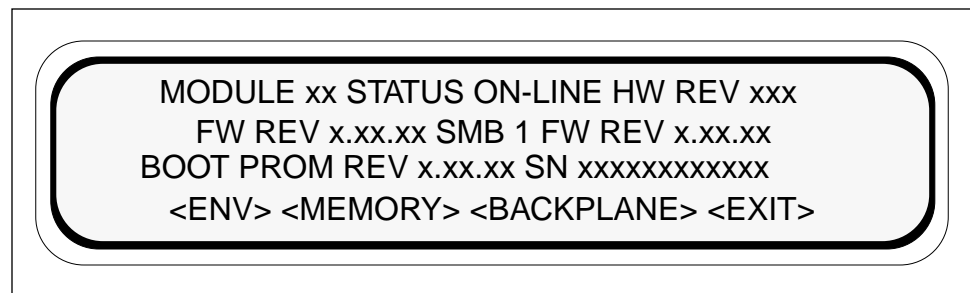 MODULE xx STATUS ON-LINE HW REV xxx
FW REV x.xx.xx SMB 1 FW REV x.xx.xx
BOOT PROM REV x.xx.xx SN xxxxxxxxxxxx
<ENV> <MEMORY> <BACKPLANE> <EXIT>